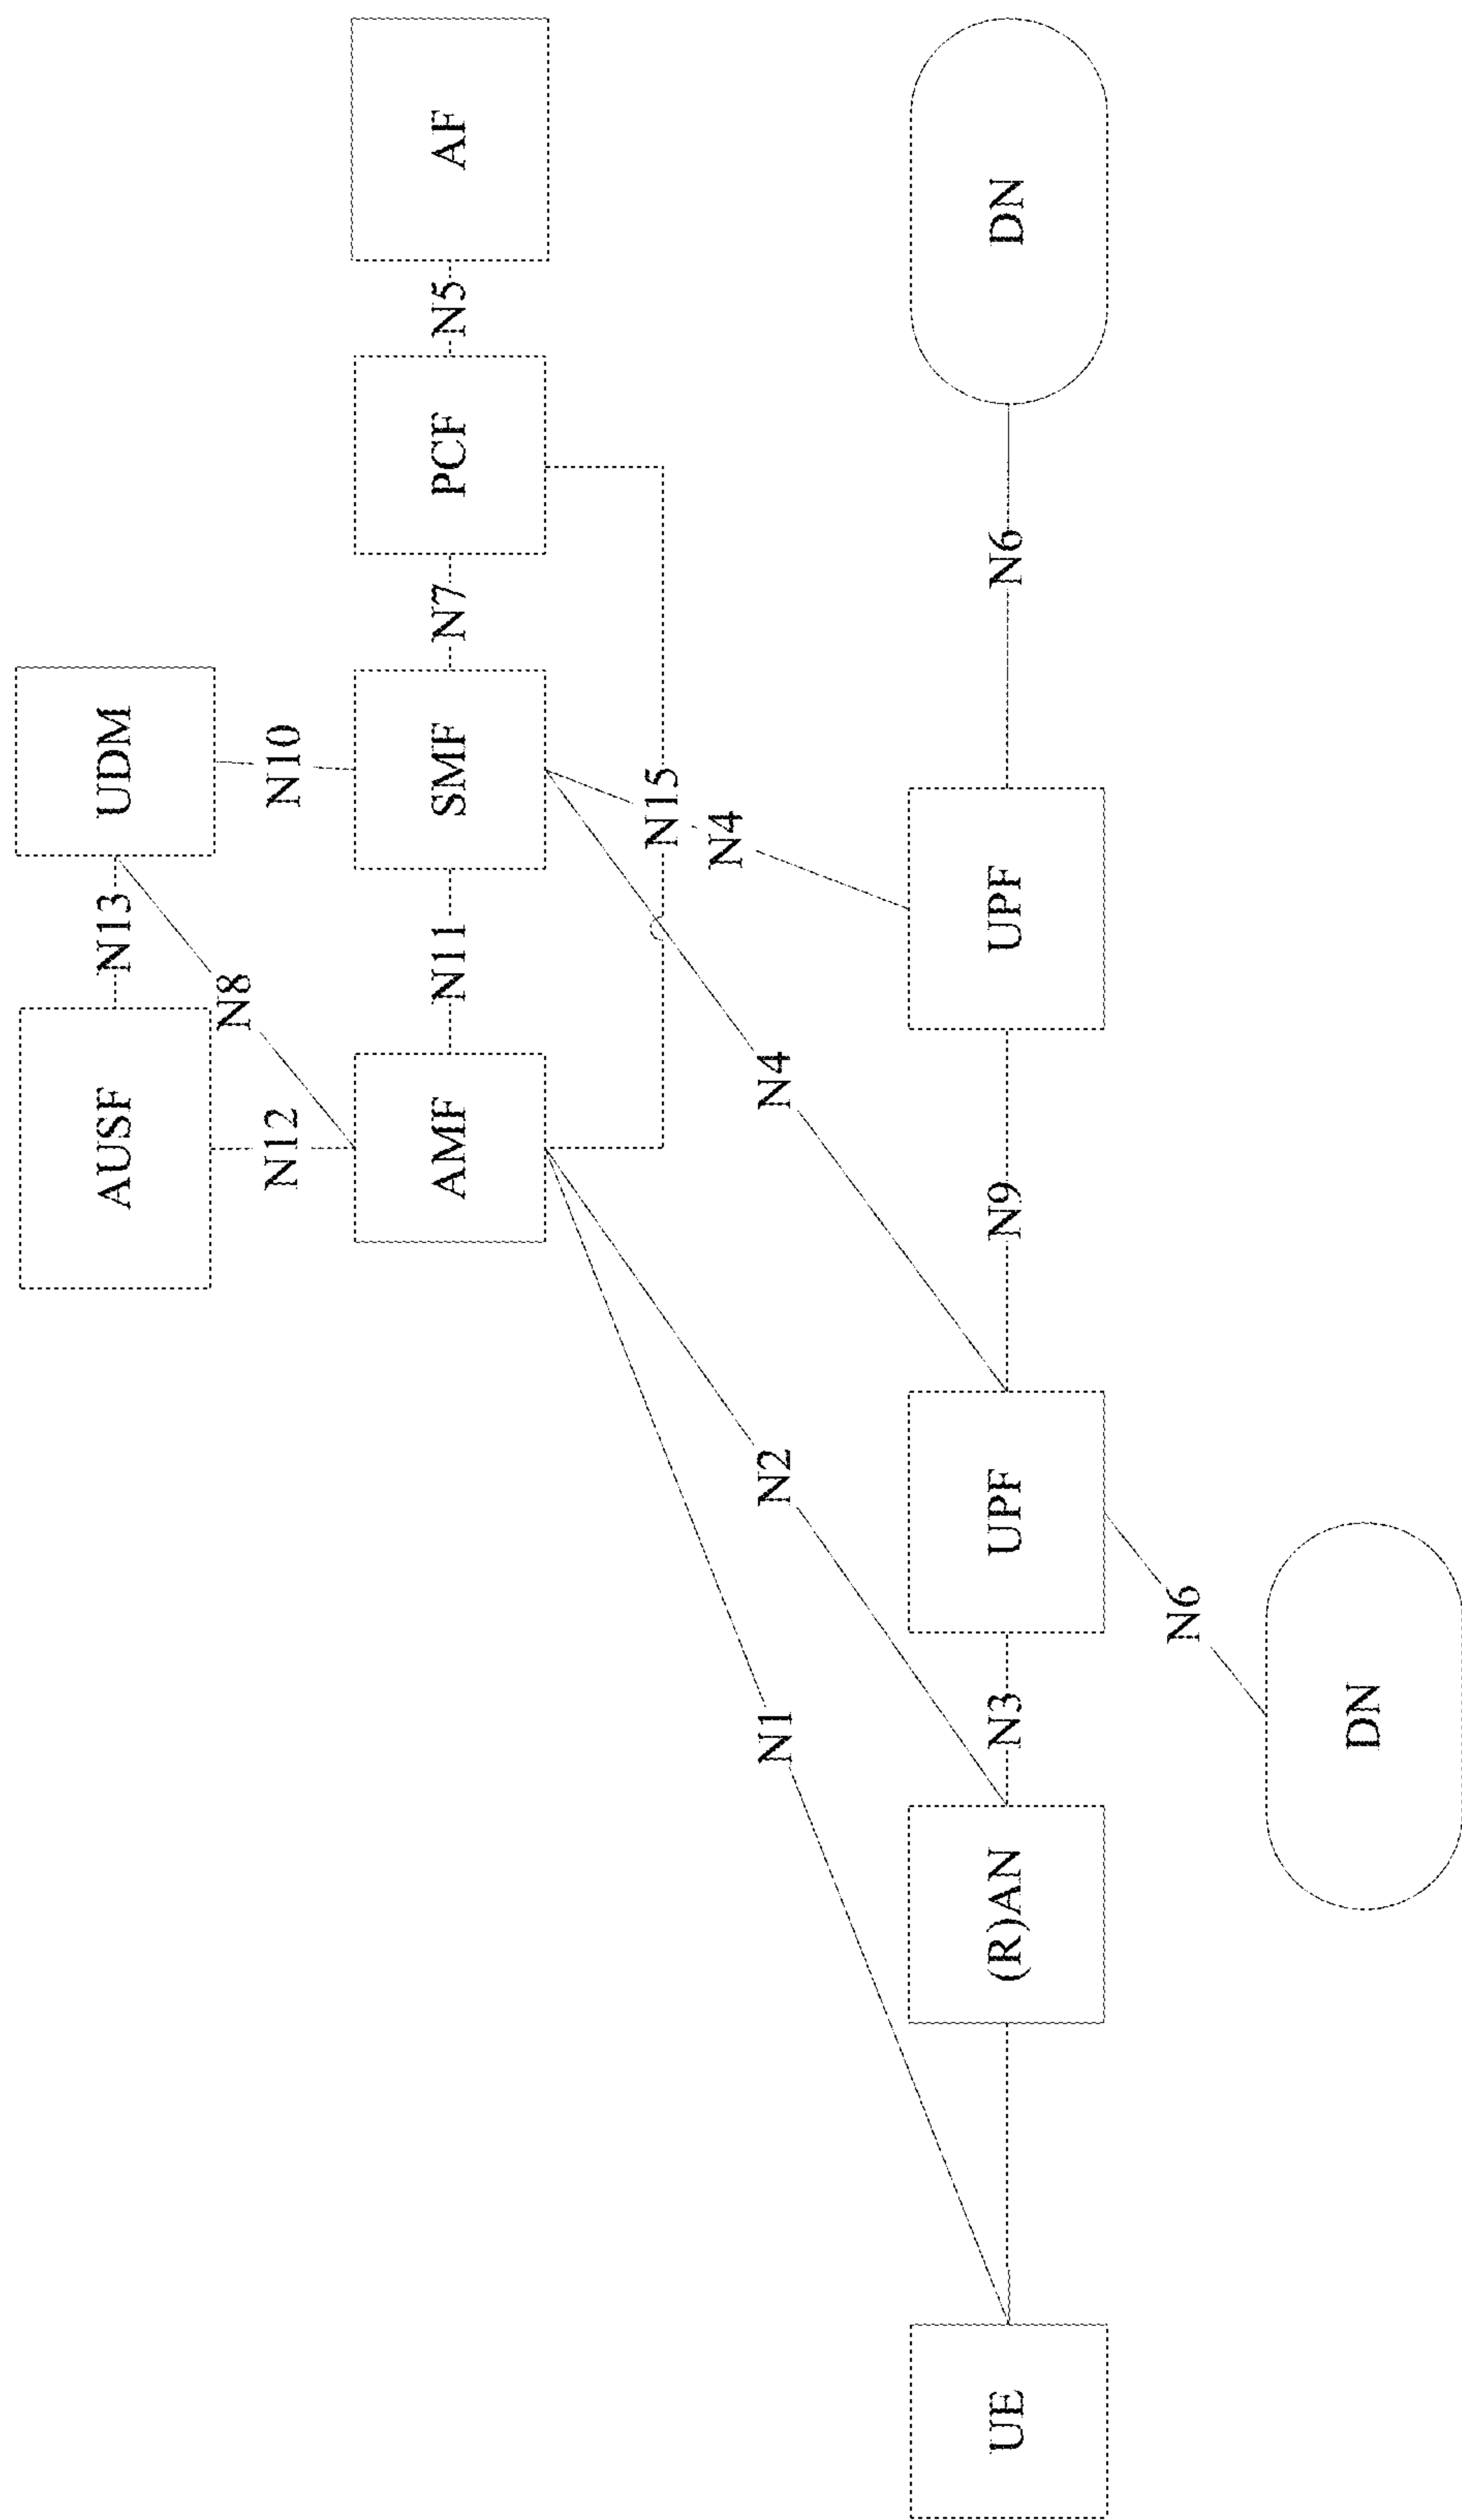 AUSF
N13
UDM
N12
N8
N10
AMF
N11
SMF
N7
PCF
N5
AF
N15
N1
N2
N4
N4
UE
(R)AN
N3
UPF
N9
UPF
N6
DN
N6
DN